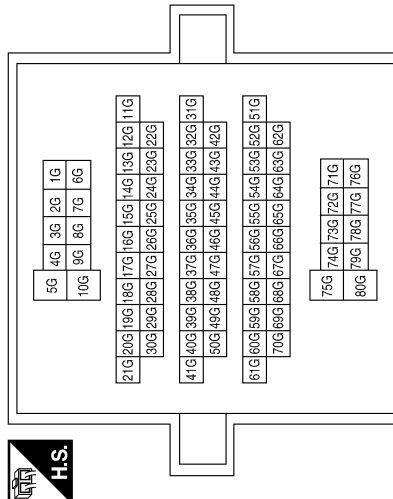 H.S.
5G 4G 3G 2G 1G
10G 9G 8G 7G 6G
21G 20G 19G 18G 17G 16G 15G 14G 13G 12G 11G
30G 29G 28G 27G 26G 25G 24G 23G 22G
41G 40G 39G 38G 37G 36G 35G 34G 33G 32G 31G
50G 49G 48G 47G 46G 45G 44G 43G 42G
61G 60G 59G 58G 57G 56G 55G 54G 53G 52G 51G
70G 69G 68G 67G 66G 65G 64G 63G 62G
75G 74G 73G 72G 71G
80G 79G 78G 77G 76G